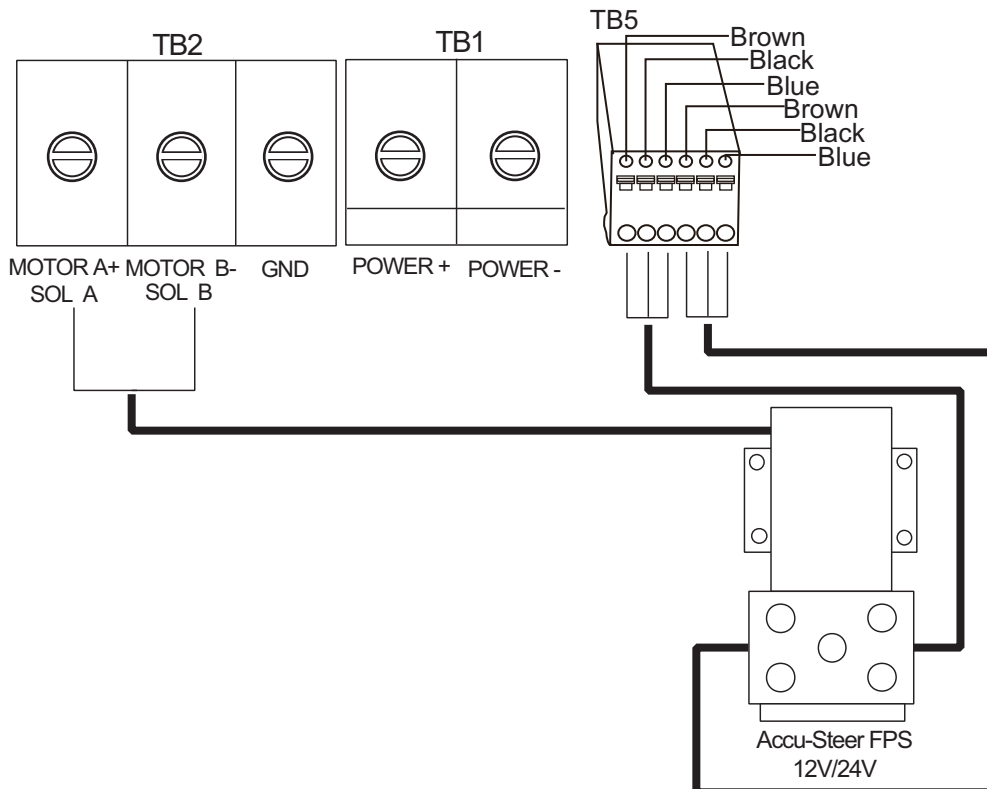 TB2
TB1
TB5
Brown
Black
Blue
Brown
Black
Blue
MOTOR A+
SOL A
MOTOR B-
SOL B
GND
POWER +
POWER -
Accu-Steer FPS
12V/24V